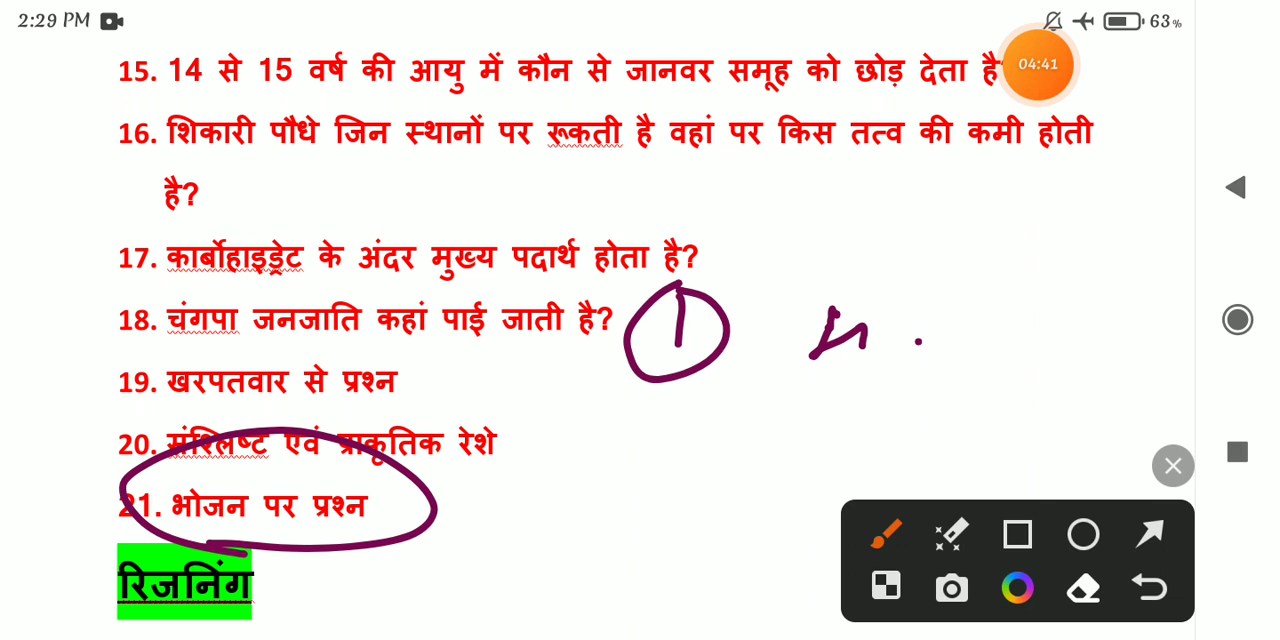 2:29 PM
63%
04:41
15. 14 से 15 वर्ष की आयु में कौन से जानवर समूह को छोड़ देता है?
16. शिकारी पौधे जिन स्थानों पर रूकती है वहां पर किस तत्व की कमी होती
है?
17. कार्बोहाइड्रेट के अंदर मुख्य पदार्थ होता है?
18. चंगपा जनजाति कहां पाई जाती है?
1
19. खरपतवार से प्रश्न
20. संश्लिष्ट एवं प्राकृतिक रेशे
21. भोजन पर प्रश्न
रिजनिंग